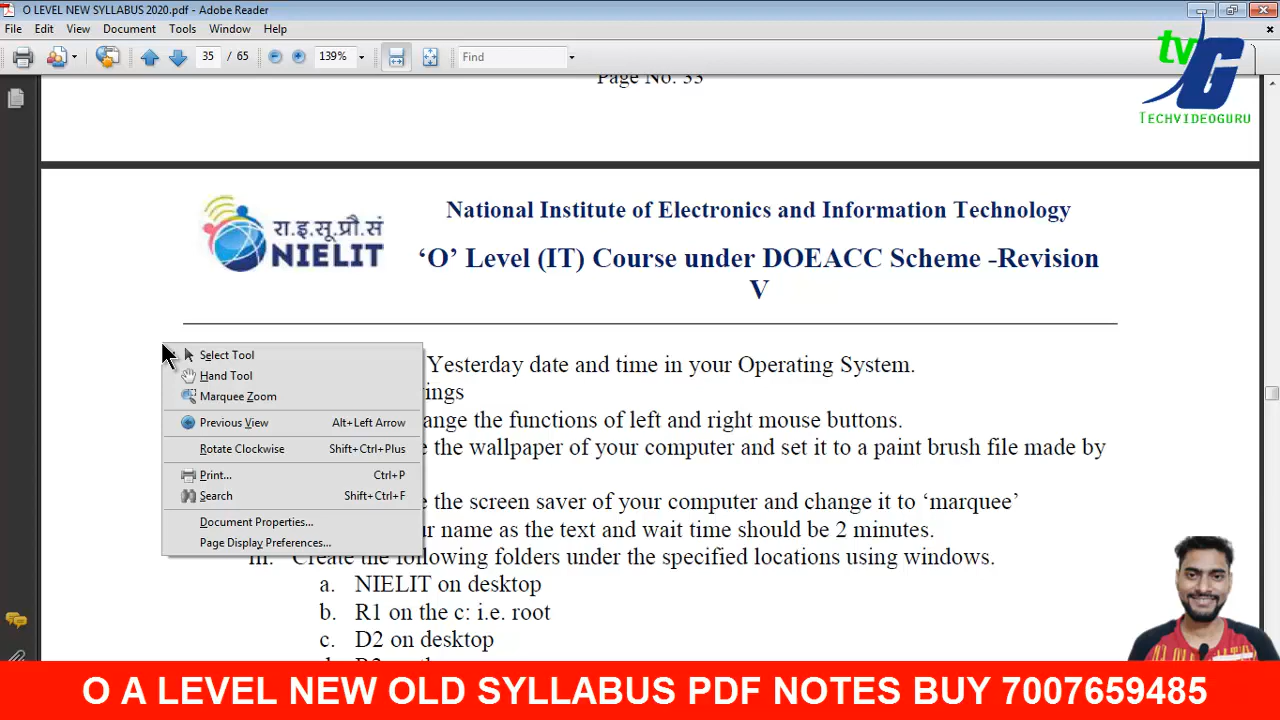 O LEVEL NEW SYLLABUS 2020.pdf - Adobe Reader
File Edit View Document Tools Window Help
35 / 65 139% Find
Page No. 33
tv G
TECHVIDEOGURU
रा.इ.सू.प्रौ.सं
NIELIT
National Institute of Electronics and Information Technology
‘O’ Level (IT) Course under DOEACC Scheme -Revision
V
Yesterday date and time in your Operating System.
ings
ange the functions of left and right mouse buttons.
e the wallpaper of your computer and set it to a paint brush file made by
e the screen saver of your computer and change it to ‘marquee’
ur name as the text and wait time should be 2 minutes.
Select Tool
Hand Tool
Marquee Zoom
Previous View Alt+Left Arrow
Rotate Clockwise Shift+Ctrl+Plus
Print... Ctrl+P
Search Shift+Ctrl+F
Document Properties...
Page Display Preferences...
iii. Create the following folders under the specified locations using windows.
a. NIELIT on desktop
b. R1 on the c: i.e. root
c. D2 on desktop
O A LEVEL NEW OLD SYLLABUS PDF NOTES BUY 7007659485